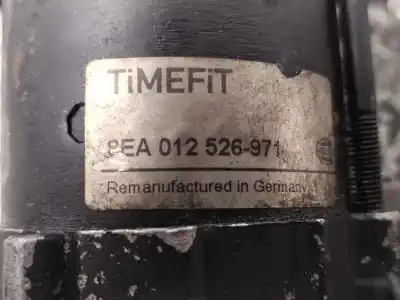 TiMEFiT
8EA 012 526-971
Remanufactured in Germany